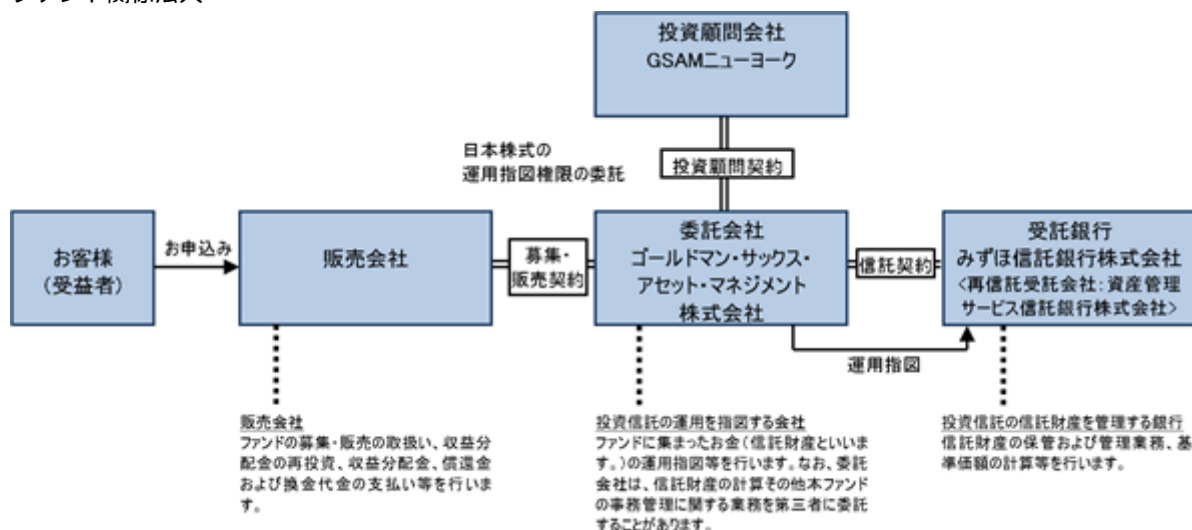 投資顧問会社
GSAMニューヨーク
日本株式の
運用指図権限の委託
投資顧問契約
お客様
(受益者)
お申込み
販売会社
募集・
販売契約
委託会社
ゴールドマン・サックス・
アセット・マネジメント
株式会社
信託契約
受託銀行
みずほ信託銀行株式会社
<再信託受託会社:資産管理
サービス信託銀行株式会社>
運用指図
販売会社
ファンドの募集・販売の取扱い、収益分
配金の再投資、収益分配金、償還金
および換金代金の支払い等を行いま
す。
投資信託の運用を指図する会社
ファンドに集まったお金(信託財産といいま
す。)の運用指図等を行います。なお、委託
会社は、信託財産の計算その他本ファンド
の事務管理に関する業務を第三者に委託
することがあります。
投資信託の信託財産を管理する銀行
信託財産の保管および管理業務、基
準価額の計算等を行います。